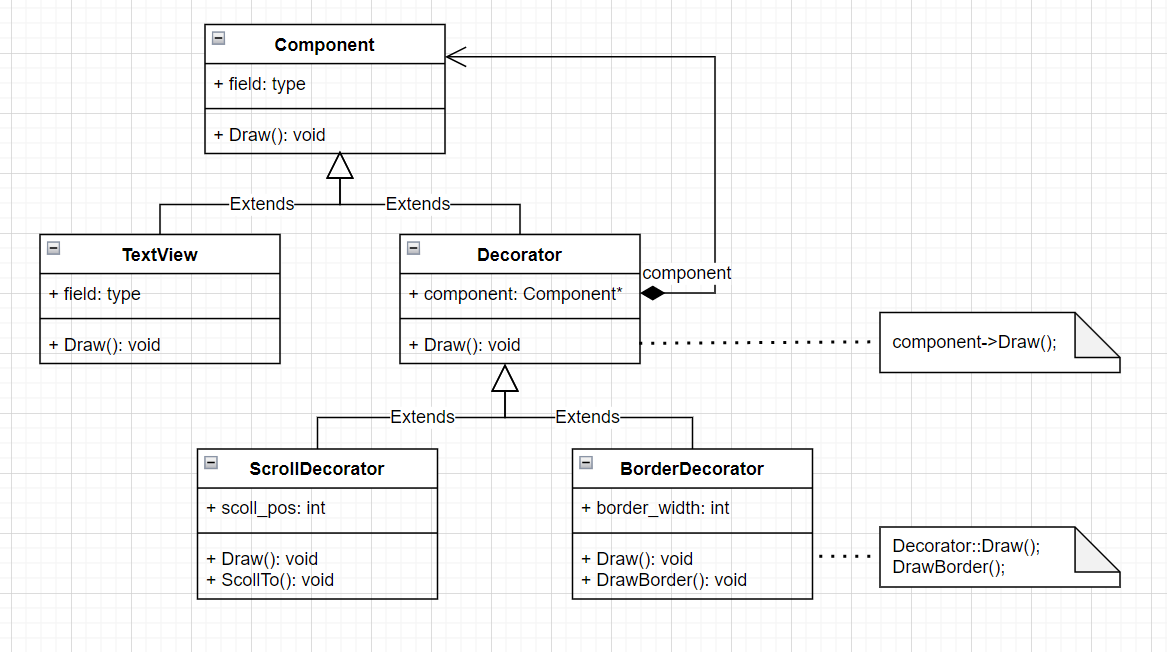 Component
+ field: type
+ Draw(): void
Extends
Extends
TextView
+ field: type
+ Draw(): void
Decorator
+ component: Component*
+ Draw(): void
component
component->Draw();
Extends
Extends
ScrollDecorator
+ scoll_pos: int
+ Draw(): void
+ ScollTo(): void
BorderDecorator
+ border_width: int
+ Draw(): void
+ DrawBorder(): void
Decorator::Draw();
DrawBorder();